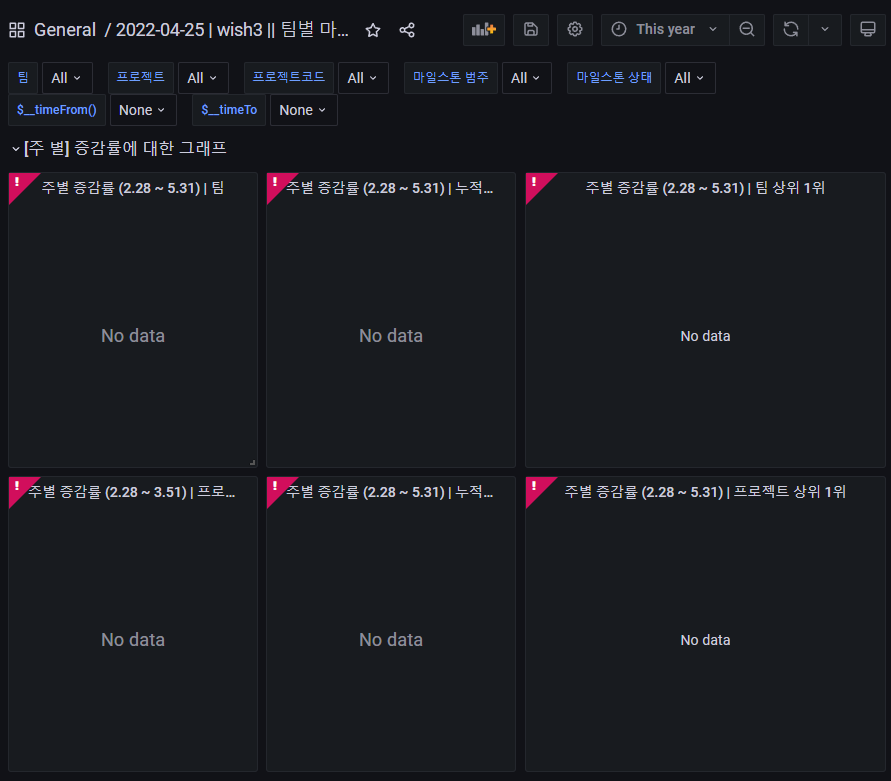 General / 2022-04-25 | wish3 || 팀별 마... This year
팀 All 프로젝트 All 프로젝트코드 All 마일스톤 범주 All 마일스톤 상태 All
$__timeFrom() None $__timeTo None
[주 별] 증감률에 대한 그래프
! 주별 증감률 (2.28 ~ 5.31) | 팀
No data
! 주별 증감률 (2.28 ~ 5.31) | 누적...
No data
! 주별 증감률 (2.28 ~ 5.31) | 팀 상위 1위
No data
! 주별 증감률 (2.28 ~ 3.51) | 프로...
No data
! 주별 증감률 (2.28 ~ 5.31) | 누적...
No data
! 주별 증감률 (2.28 ~ 5.31) | 프로젝트 상위 1위
No data